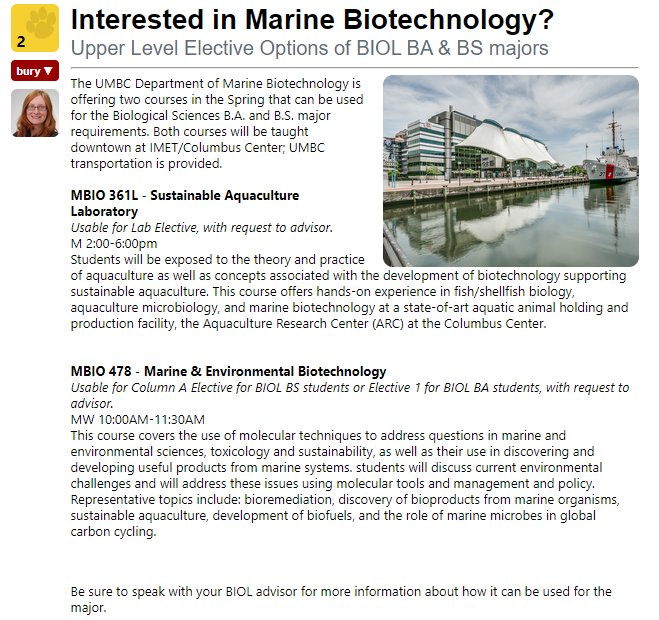 2
bury ▼
Interested in Marine Biotechnology?
Upper Level Elective Options of BIOL BA & BS majors
The UMBC Department of Marine Biotechnology is
offering two courses in the Spring that can be used
for the Biological Sciences B.A. and B.S. major
requirements. Both courses will be taught
downtown at IMET/Columbus Center; UMBC
transportation is provided.
MBIO 361L - Sustainable Aquaculture
Laboratory
Usable for Lab Elective, with request to advisor.
M 2:00-6:00pm
Students will be exposed to the theory and practice
of aquaculture as well as concepts associated with the development of biotechnology supporting
sustainable aquaculture. This course offers hands-on experience in fish/shellfish biology,
aquaculture microbiology, and marine biotechnology at a state-of-art aquatic animal holding and
production facility, the Aquaculture Research Center (ARC) at the Columbus Center.
MBIO 478 - Marine & Environmental Biotechnology
Usable for Column A Elective for BIOL BS students or Elective 1 for BIOL BA students, with request to
advisor.
MW 10:00AM-11:30AM
This course covers the use of molecular techniques to address questions in marine and
environmental sciences, toxicology and sustainability, as well as their use in discovering and
developing useful products from marine systems. students will discuss current environmental
challenges and will address these issues using molecular tools and management and policy.
Representative topics include: bioremediation, discovery of bioproducts from marine organisms,
sustainable aquaculture, development of biofuels, and the role of marine microbes in global
carbon cycling.
Be sure to speak with your BIOL advisor for more information about how it can be used for the
major.